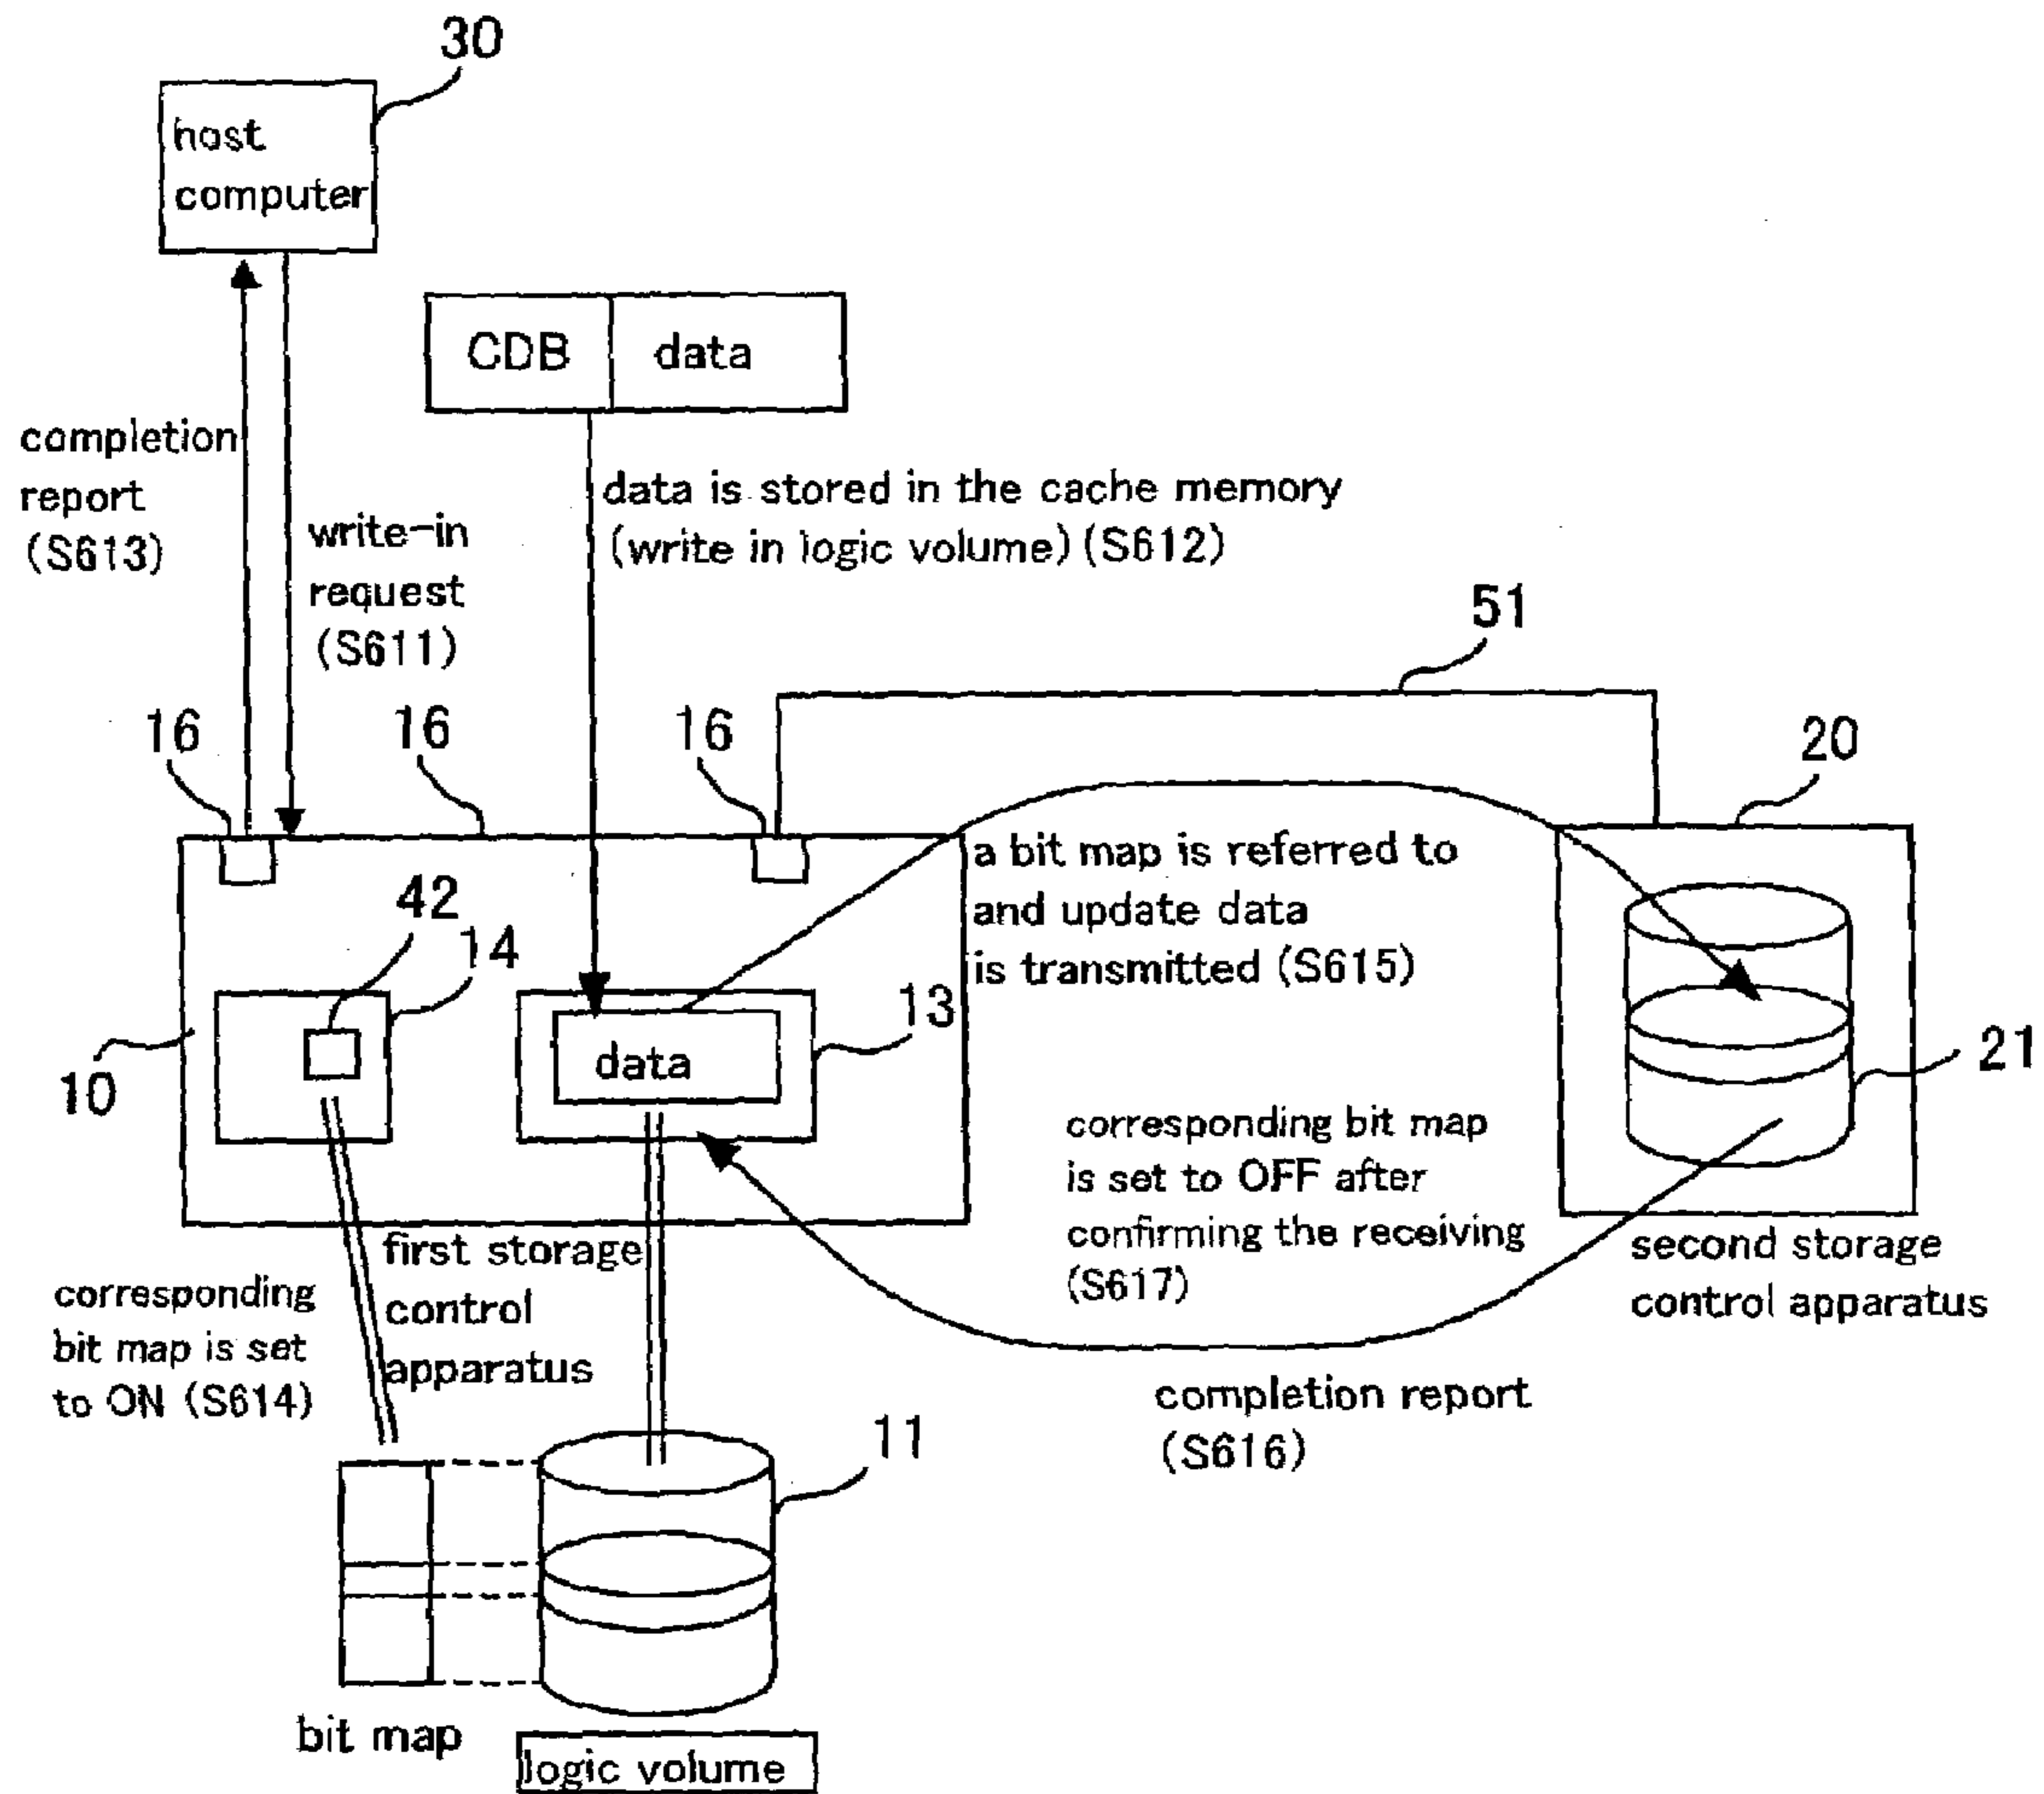 30
host
computer
CDB data
completion
report
(S613)
write-in
request
(S611)
data is stored in the cache memory
(write in logic volume) (S612)
51
16
16
16
20
a bit map is referred to
and update data
is transmitted (S615)
42
14
13
data
10
21
corresponding bit map
is set to OFF after
confirming the receiving
(S617)
first storage
control
apparatus
second storage
control apparatus
corresponding
bit map is set
to ON (S614)
completion report
(S616)
11
bit map
logic volume